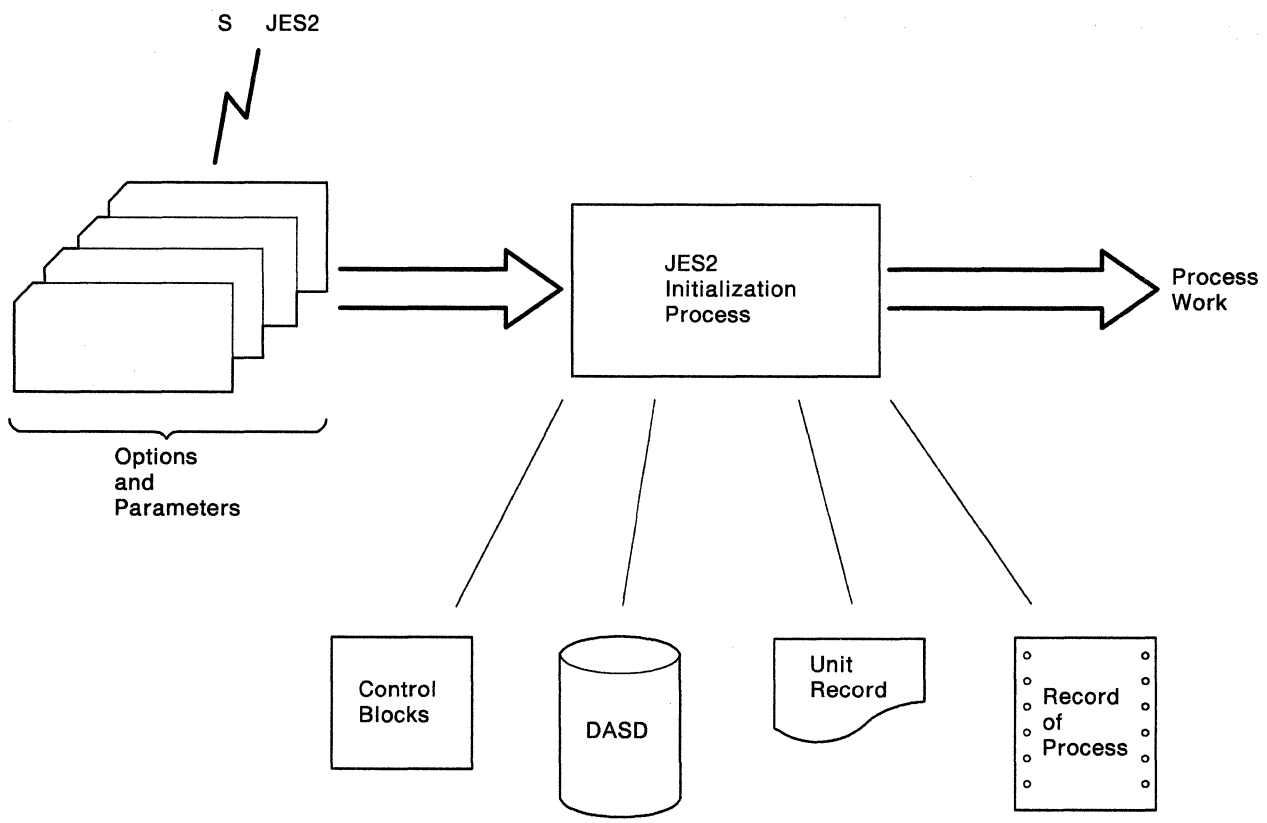 S JES2
JES2
Initialization
Process
Process
Work
Options
and
Parameters
Control
Blocks
DASD
Unit
Record
Record
of
Process